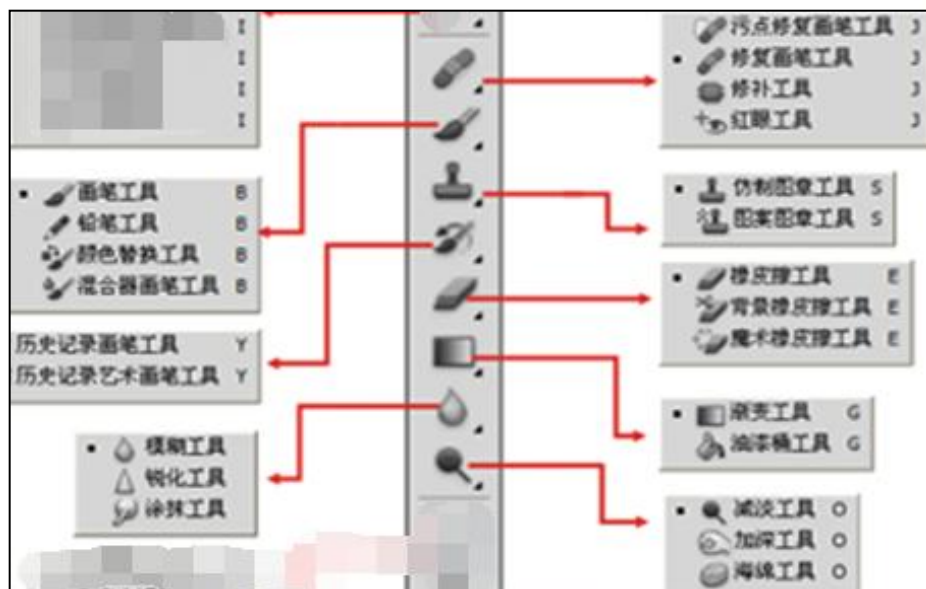 I
I
I
I
画笔工具 B
铅笔工具 B
颜色替换工具 B
混合器画笔工具 B
历史记录画笔工具 Y
历史记录艺术画笔工具 Y
模糊工具
锐化工具
涂抹工具
污点修复画笔工具 J
修复画笔工具 J
修补工具 J
红眼工具 J
仿制图章工具 S
图案图章工具 S
橡皮擦工具 E
背景橡皮擦工具 E
魔术橡皮擦工具 E
渐变工具 G
油漆桶工具 G
减淡工具 O
加深工具 O
海绵工具 O